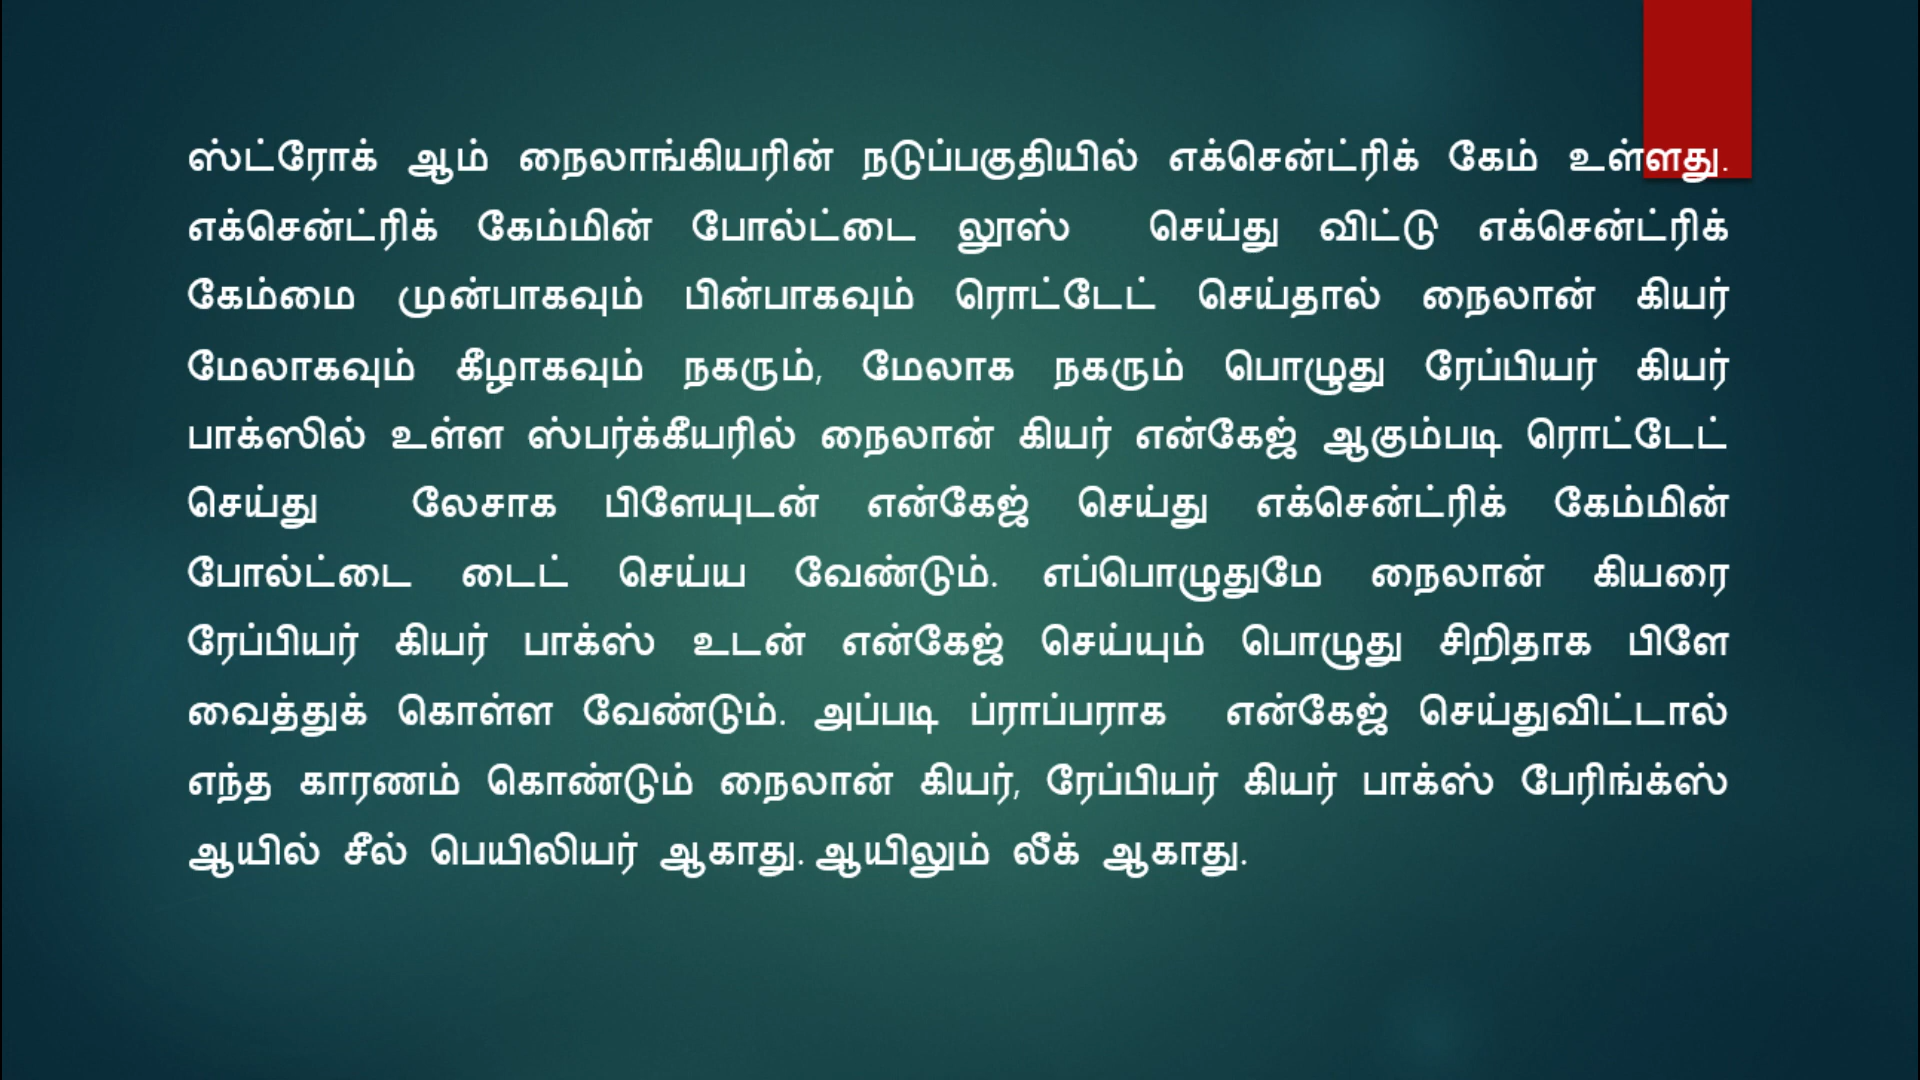 ஸ்ட்ரோக் ஆம் நைலாங்கியரின் நடுப்பகுதியில் எக்சென்ட்ரிக் கேம் உள்ளது.
எக்சென்ட்ரிக் கேம்மின் போல்ட்டை லூஸ் செய்து விட்டு எக்சென்ட்ரிக்
கேம்மை முன்பாகவும் பின்பாகவும் ரொட்டேட் செய்தால் நைலான் கியர்
மேலாகவும் கீழாகவும் நகரும், மேலாக நகரும் பொழுது ரேப்பியர் கியர்
பாக்ஸில் உள்ள ஸ்பர்க்கீயரில் நைலான் கியர் என்கேஜ் ஆகும்படி ரொட்டேட்
செய்து லேசாக பிளேயுடன் என்கேஜ் செய்து எக்சென்ட்ரிக் கேம்மின்
போல்ட்டை டைட் செய்ய வேண்டும். எப்பொழுதுமே நைலான் கியரை
ரேப்பியர் கியர் பாக்ஸ் உடன் என்கேஜ் செய்யும் பொழுது சிறிதாக பிளே
வைத்துக் கொள்ள வேண்டும். அப்படி ப்ராப்பராக என்கேஜ் செய்துவிட்டால்
எந்த காரணம் கொண்டும் நைலான் கியர், ரேப்பியர் கியர் பாக்ஸ் பேரிங்க்ஸ்
ஆயில் சீல் பெயிலியர் ஆகாது. ஆயிலும் லீக் ஆகாது.